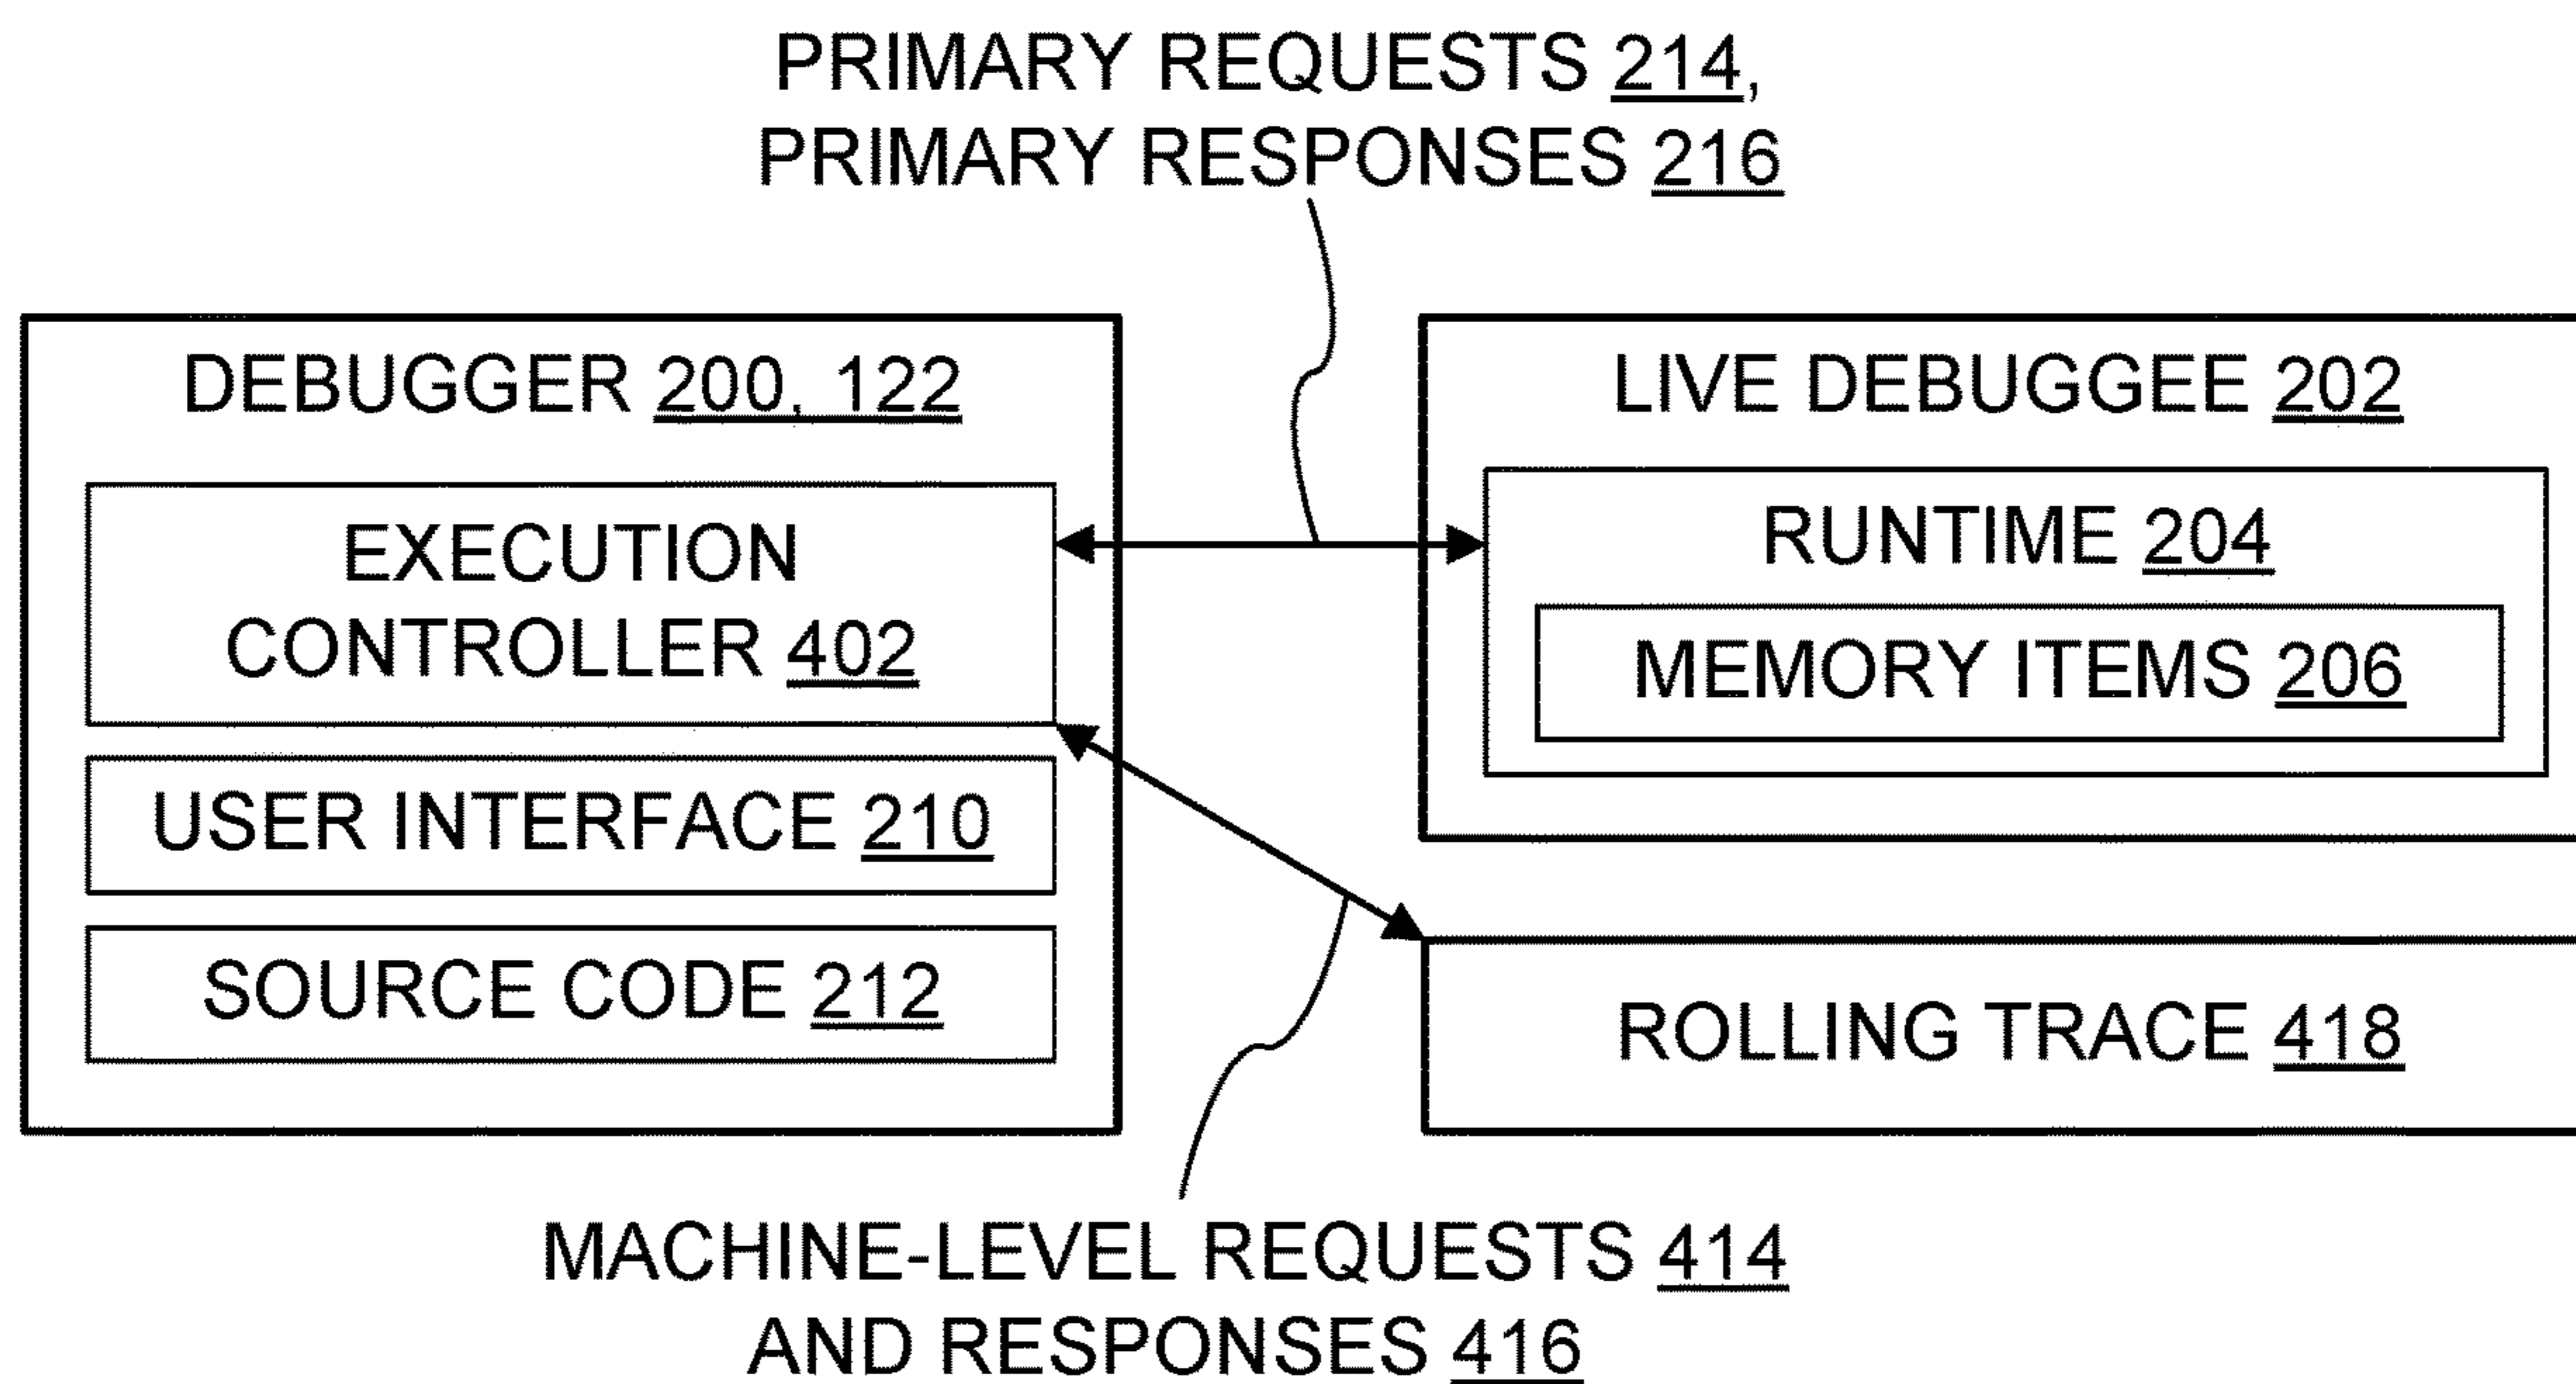 PRIMARY REQUESTS 214,
PRIMARY RESPONSES 216
DEBUGGER 200, 122
EXECUTION
CONTROLLER 402
USER INTERFACE 210
SOURCE CODE 212
LIVE DEBUGGEE 202
RUNTIME 204
MEMORY ITEMS 206
ROLLING TRACE 418
MACHINE-LEVEL REQUESTS 414
AND RESPONSES 416